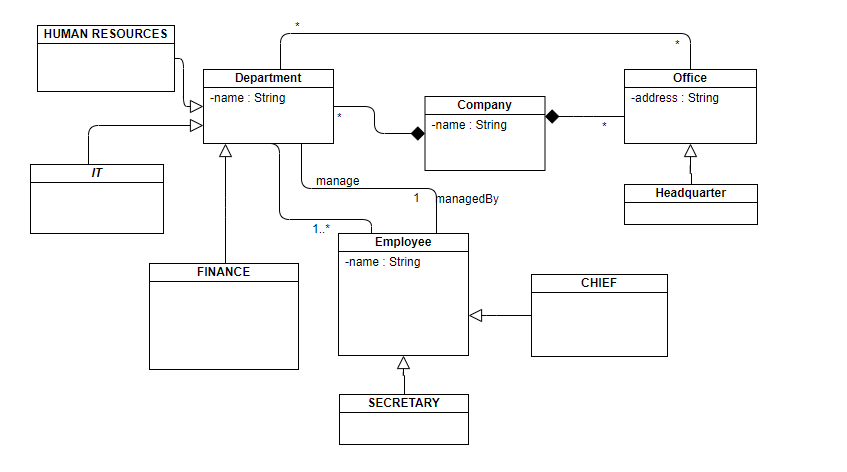 *
HUMAN RESOURCES
*
Department
-name : String
Office
-address : String
Company
-name : String
*
*
IT
manage
1
managedBy
Headquarter
1..*
Employee
-name : String
FINANCE
CHIEF
SECRETARY